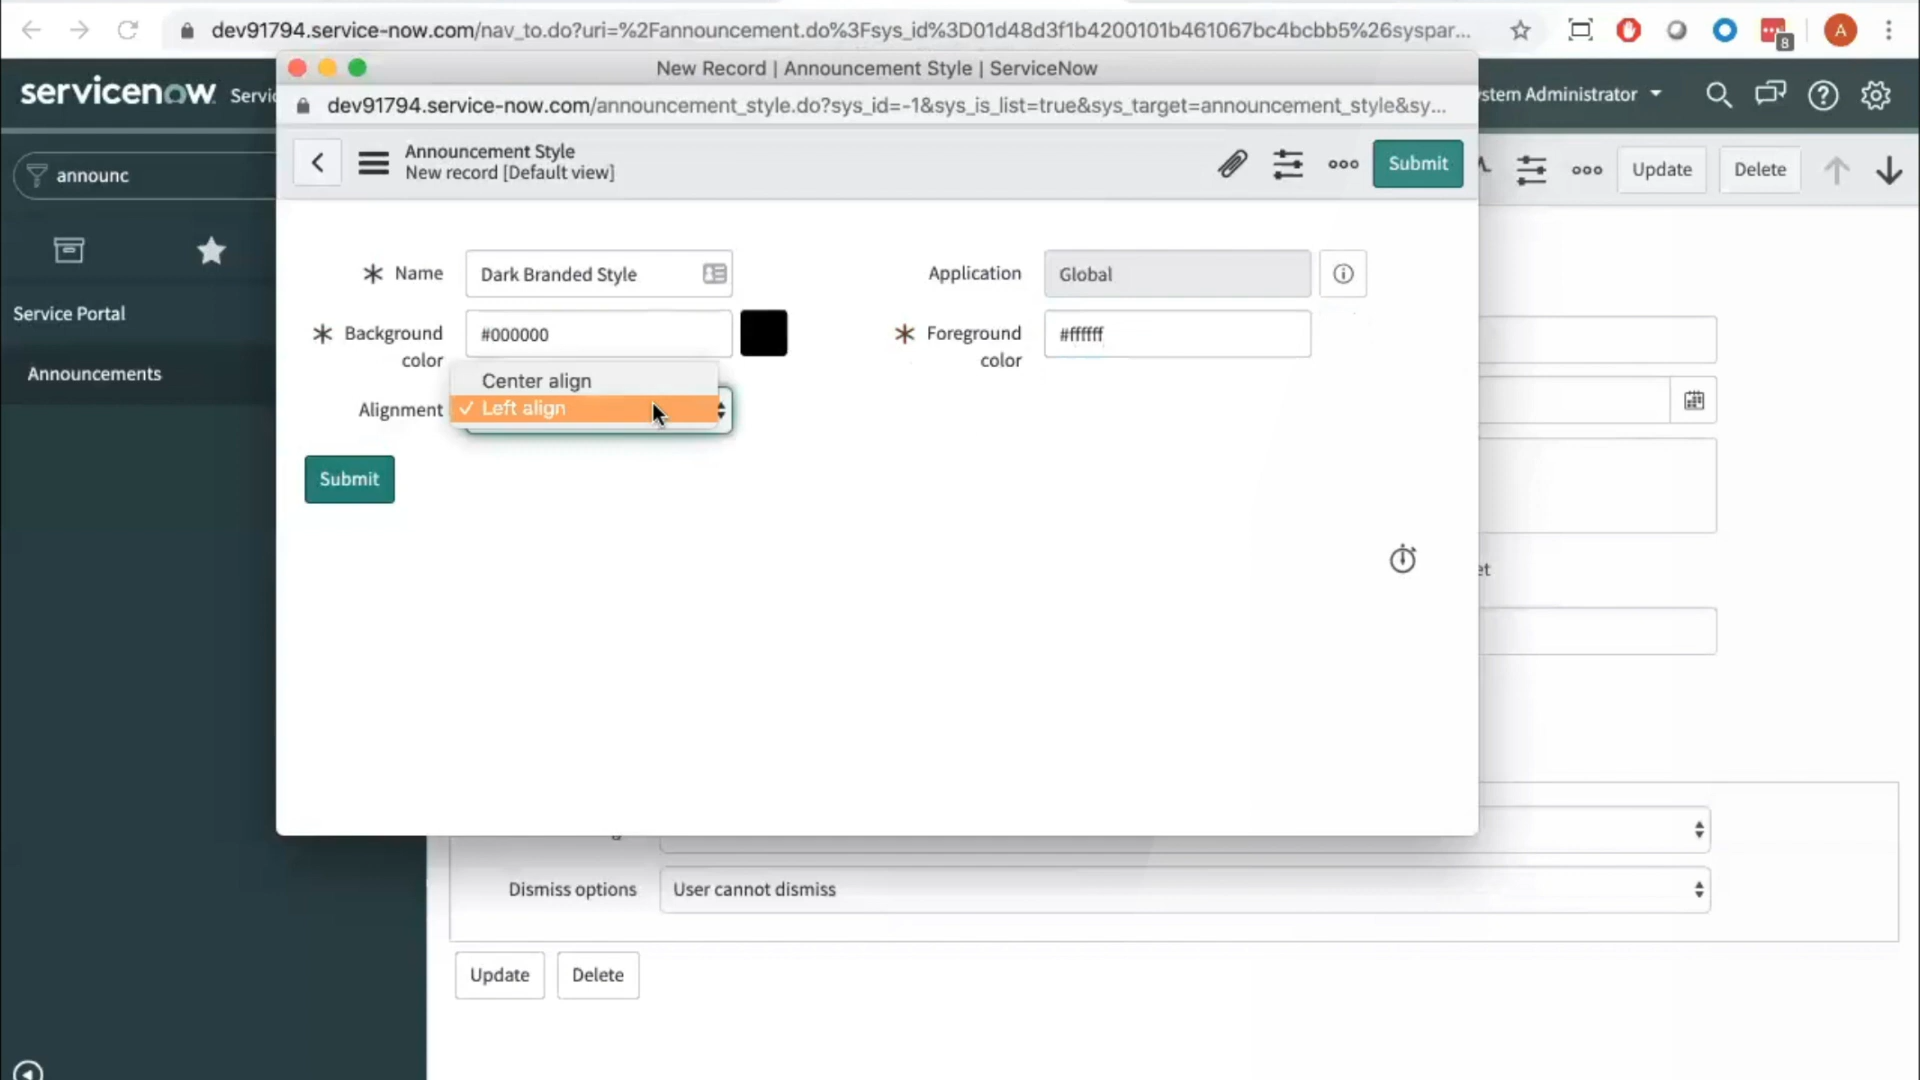 dev91794.service-now.com/nav_to.do?uri=%2Fannouncement.do%3Fsys_id%3D01d48d3f1b4200101b461067bc4bcbb5%26syspar...
8
A
New Record | Announcement Style | ServiceNow
servicenow Servic
stem Administrator
dev91794.service-now.com/announcement_style.do?sys_id=-1&sys_is_list=true&sys_target=announcement_style&sy...
Announcement Style
New record [Default view]
Submit
Update
Delete
announc
Name
Dark Branded Style
Application
Global
Service Portal
Background
color
#000000
Foreground
color
#ffffff
Announcements
Center align
Alignment
✓ Left align
Submit
et
Dismiss options
User cannot dismiss
Update
Delete